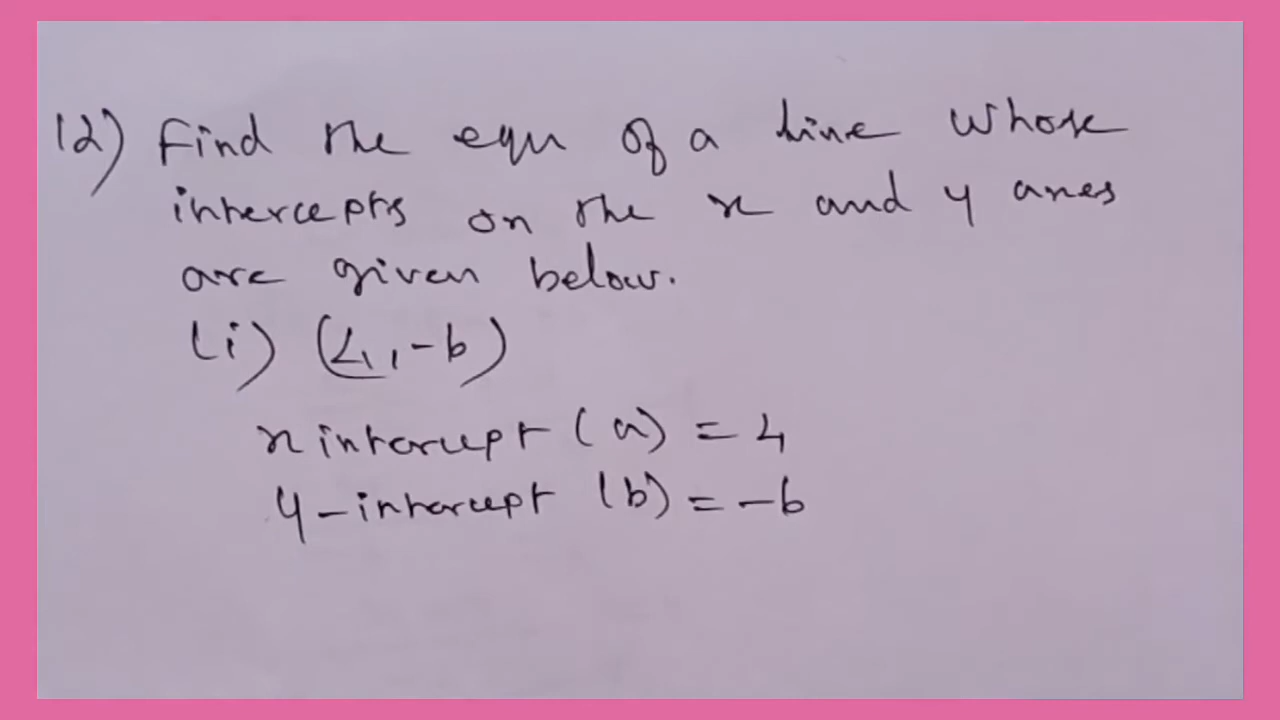 12) Find the equ of a line whose
intercepts on the x and y axes
are given below.
(i) (4, -6)
x intercept (a) = 4
y-intercept (b) = -6